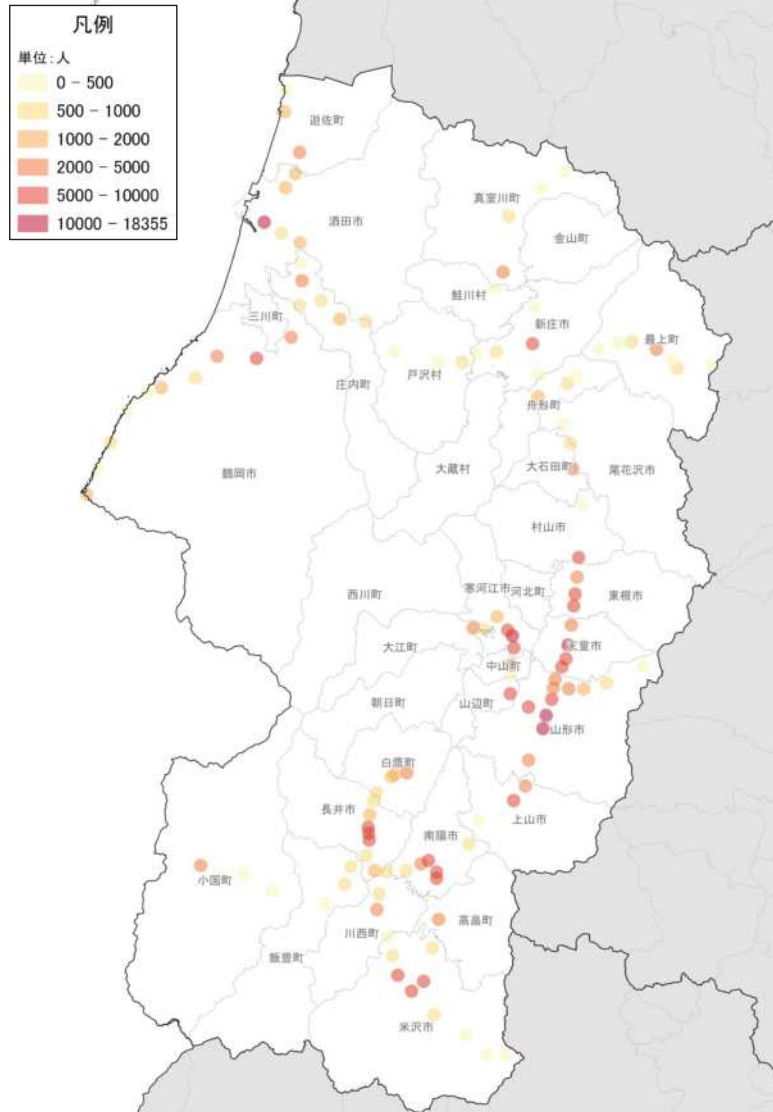 凡例
単位:人
0 - 500
500 - 1000
1000 - 2000
2000 - 5000
5000 - 10000
10000 - 18355
遊佐町
酒田市
真室川町
金山町
鮭川村
三川町
新庄市
最上町
庄内町
戸沢村
舟形町
鶴岡市
大蔵村
大石田町
尾花沢市
村山市
西川町
寒河江市
河北町
東根市
大江町
天童市
中山町
朝日町
山辺町
山形市
白鷹町
長井市
南陽市
上山市
小国町
高畠町
川西町
飯豊町
米沢市